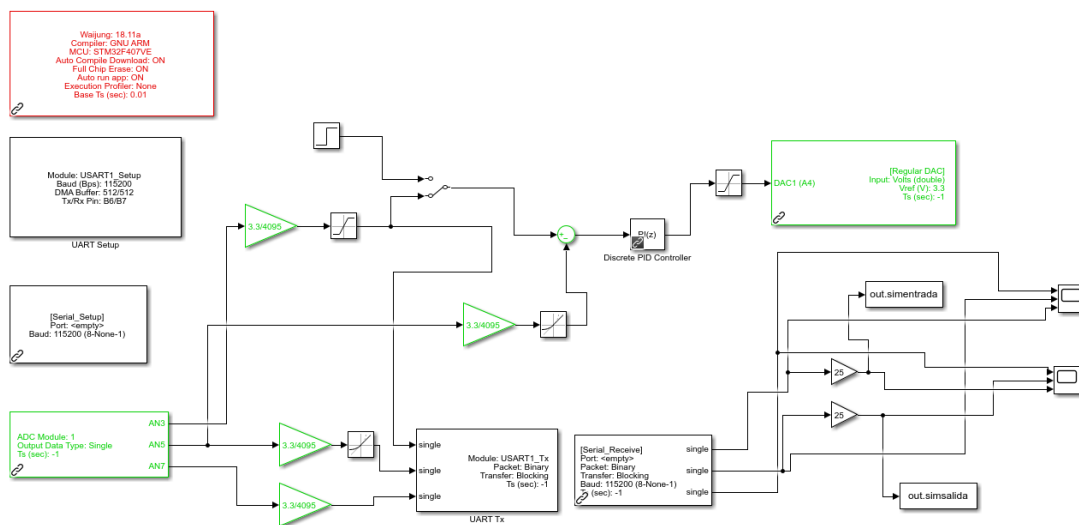 Waijung: 18.11a
Compiler: GNU ARM
MCU: STM32F407VE
Auto Compile Download: ON
Full Chip Erase: ON
Auto run app: ON
Execution Profiler: None
Base Ts (sec): 0.01
Module: USART1_Setup
Baud (Bps): 115200
DMA Buffer: 512/512
Tx/Rx Pin: B6/B7
UART Setup
[Serial_Setup]
Port: <empty>
Baud: 115200 (8-None-1)
ADC Module: 1
Output Data Type: Single
Ts (sec): -1
AN3
AN5
AN7
3.3/4095
3.3/4095
3.3/4095
3.3/4095
PI(z)
Discrete PID Controller
DAC1 (A4)
[Regular DAC]
Input: Volts (double)
Vref (V): 3.3
Ts (sec): -1
single
single
single
Module: USART1_Tx
Packet: Binary
Transfer: Blocking
Ts (sec): -1
UART Tx
[Serial_Receive]
Port: <empty>
Packet: Binary
Transfer: Blocking
Baud: 115200 (8-None-1)
(sec): -1
single
single
single
out.simentrada
25
25
out.simsalida